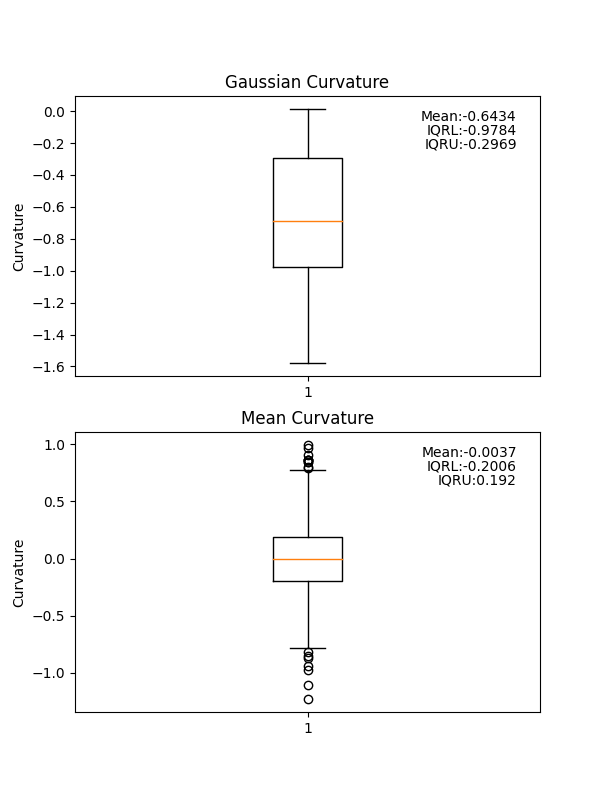 Gaussian Curvature
Mean:-0.6434
IQRL:-0.9784
IQRU:-0.2969
Curvature
0.0
−0.2
−0.4
−0.6
−0.8
−1.0
−1.2
−1.4
−1.6
1
Mean Curvature
Mean:-0.0037
IQRL:-0.2006
IQRU:0.192
Curvature
1.0
0.5
0.0
−0.5
−1.0
1